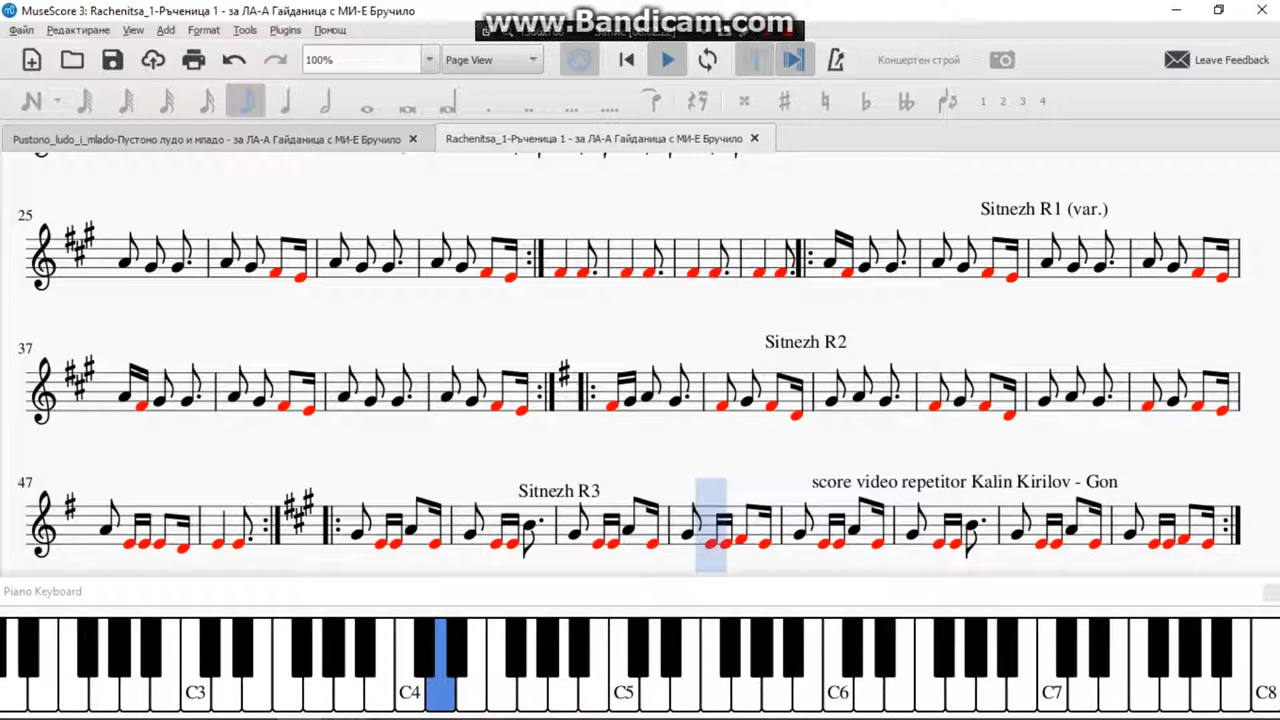 MuseScore 3: Rachenitsa_1-Ръченица 1 - за ЛА-А Гайданица с МИ-Е Бручило
www.Bandicam.com
Файл Редактиране View Add Format Tools Plugins Помощ
100% Page View Концертен строй Leave Feedback
1 2 3 4
Pustono_ludo_i_mlado-Пустоно лудо и младо - за ЛА-А Гайданица с МИ-Е Бручило Rachenitsa_1-Ръченица 1 - за ЛА-А Гайданица с МИ-Е Бручило
25 Sitnezh R1 (var.)
37 Sitnezh R2
47 Sitnezh R3 score video repetitor Kalin Kirilov - Gon
Piano Keyboard
C3 C4 C5 C6 C7 C8